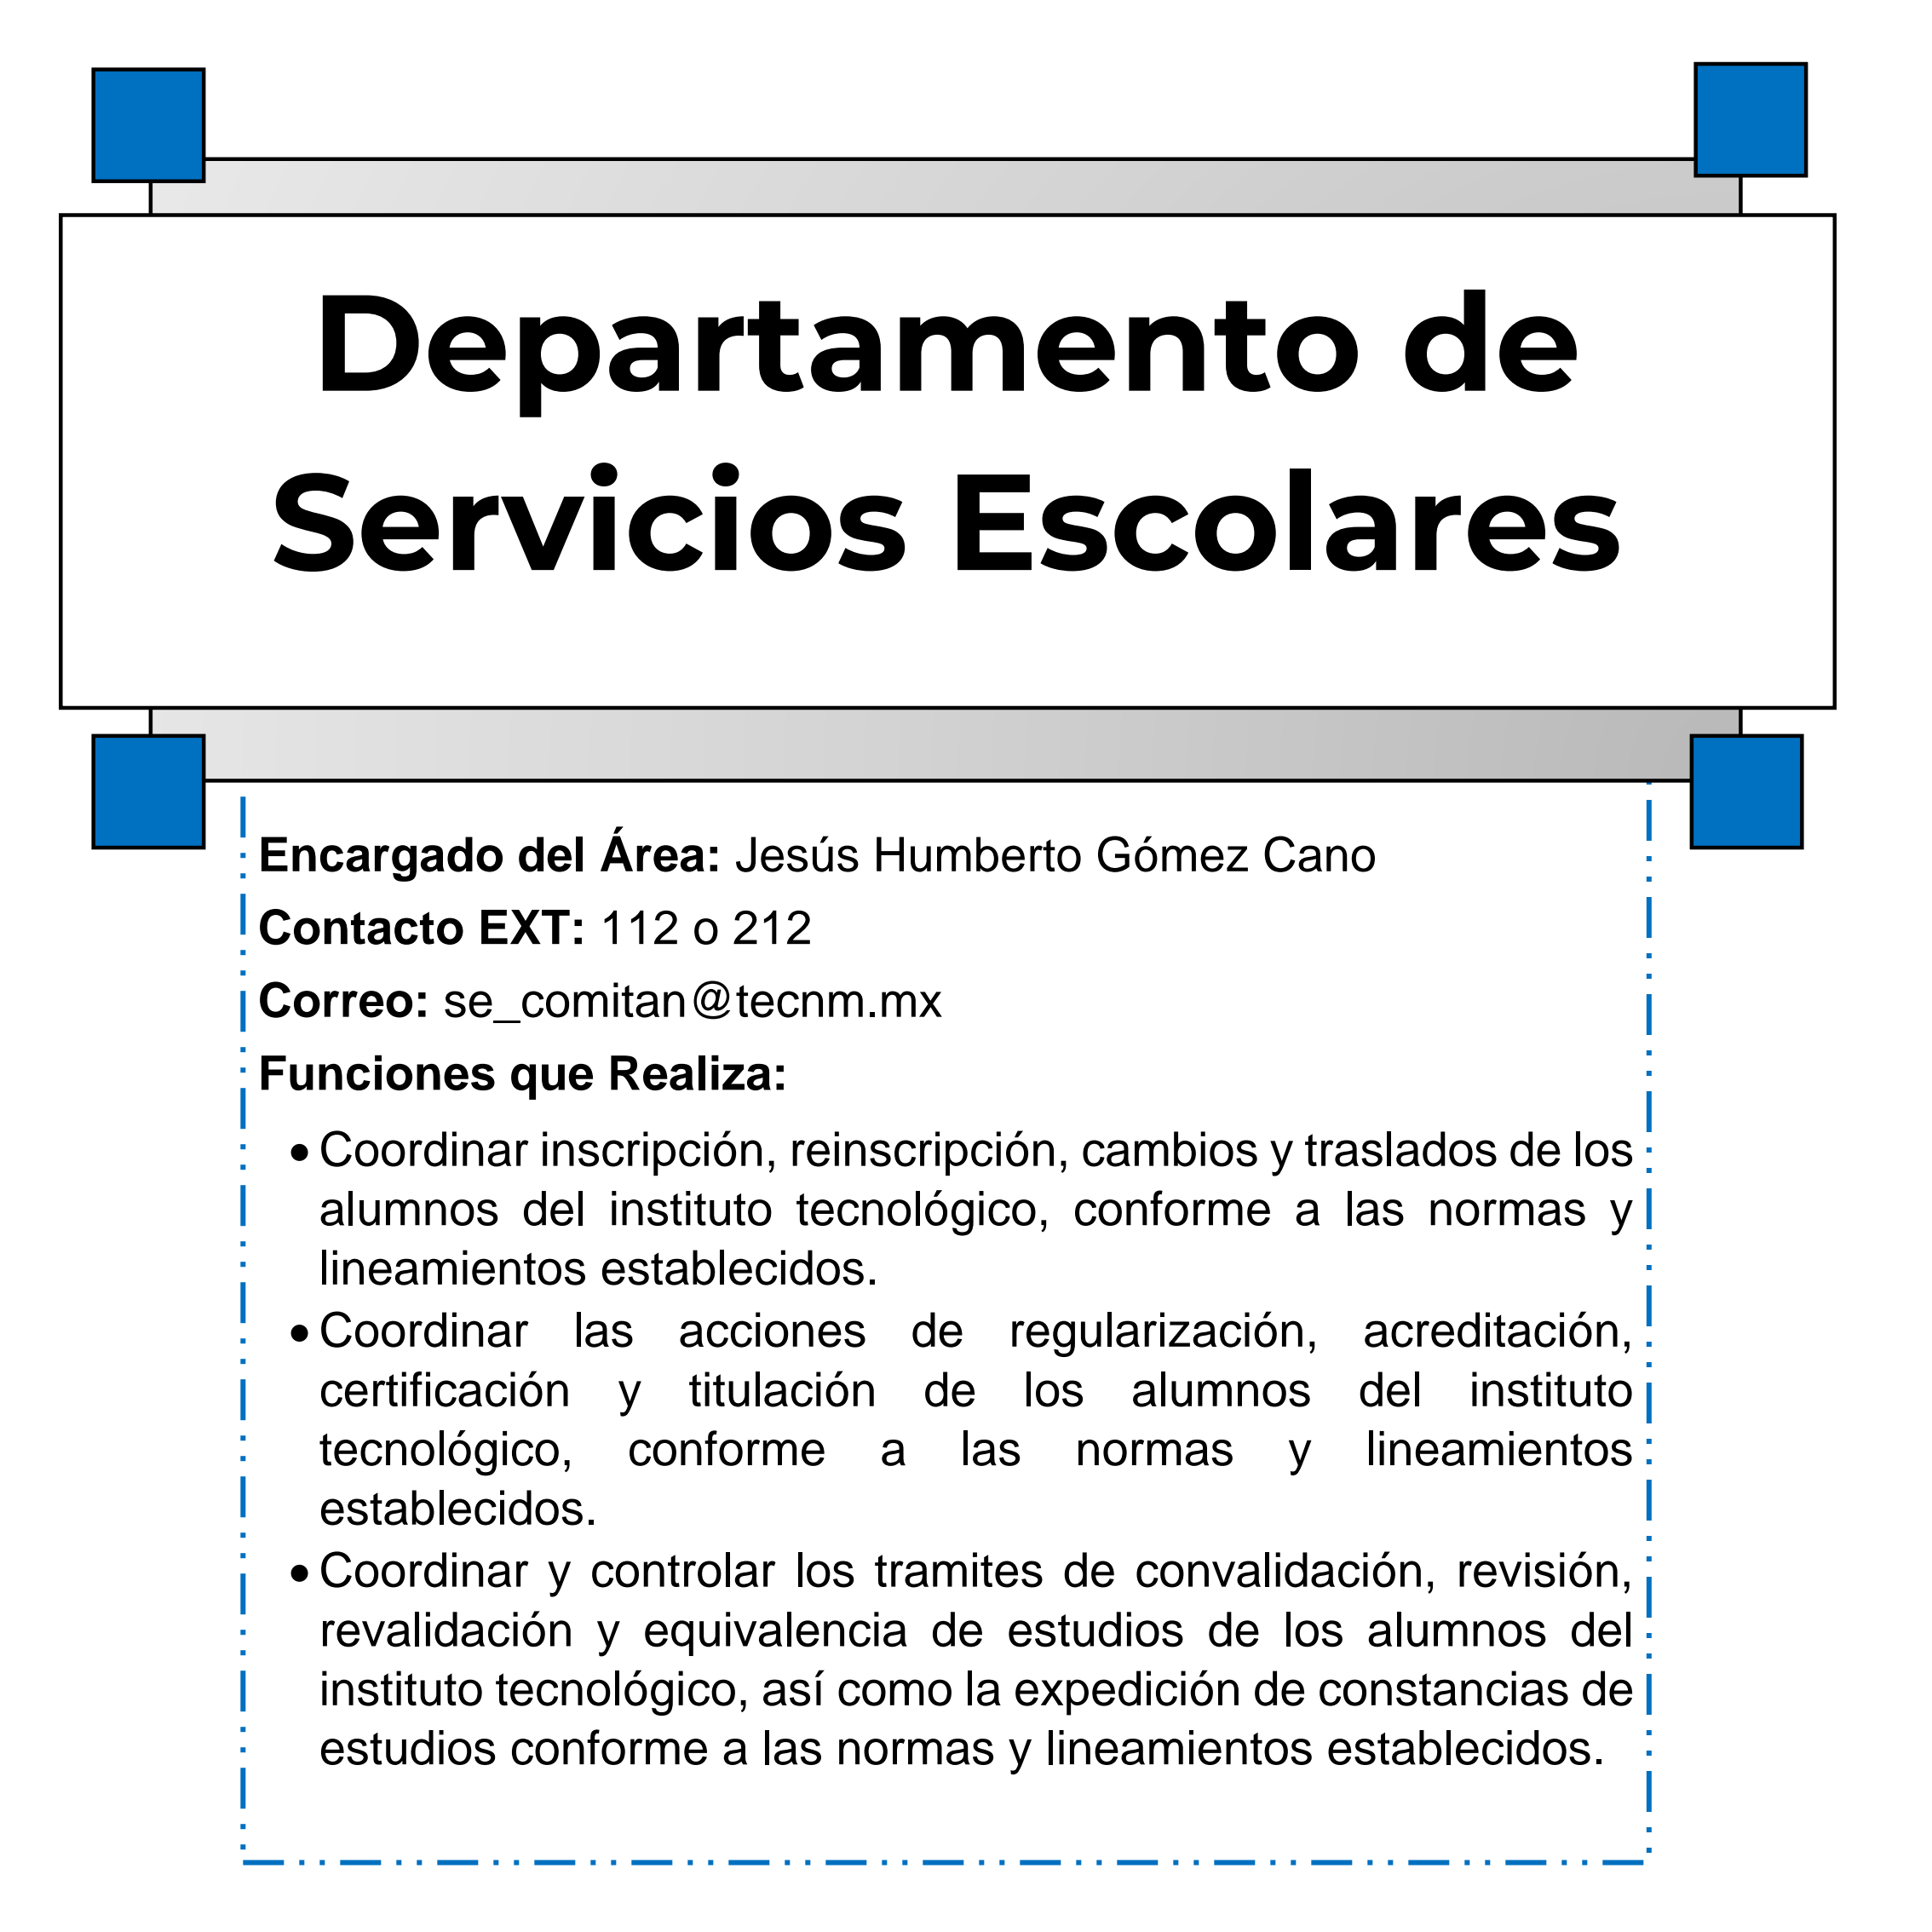 Departamento de
Servicios Escolares
Encargado del Área: Jesús Humberto Gómez Cano
Contacto EXT: 112 o 212
Correo: se_comitan@tecnm.mx
Funciones que Realiza:
• Coordinar inscripción, reinscripción, cambios y traslados de los
alumnos del instituto tecnológico, conforme a las normas y
lineamientos establecidos.
• Coordinar las acciones de regularización, acreditación,
certificación y titulación de los alumnos del instituto
tecnológico, conforme a las normas y lineamientos
establecidos.
• Coordinar y controlar los tramites de convalidación, revisión,
revalidación y equivalencia de estudios de los alumnos del
instituto tecnológico, así como la expedición de constancias de
estudios conforme a las normas y lineamientos establecidos.